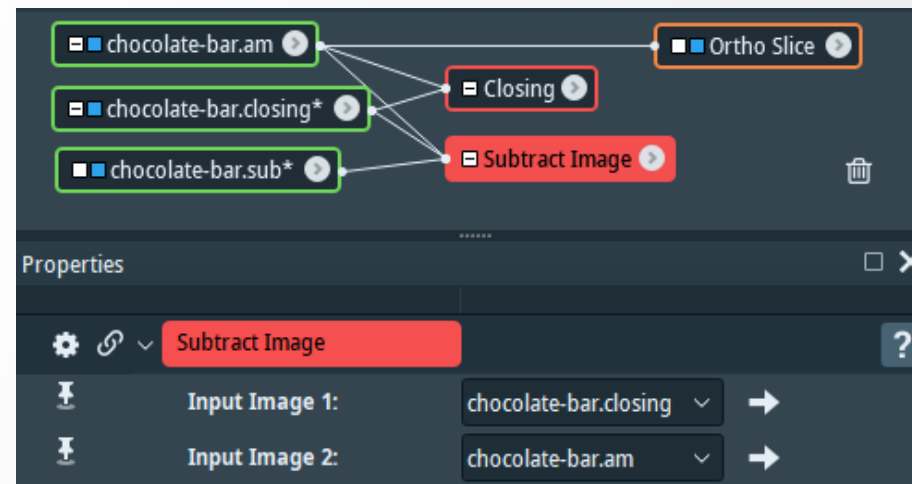 chocolate-bar.am
Ortho Slice
Closing
chocolate-bar.closing*
Subtract Image
chocolate-bar.sub*
Properties
Subtract Image
?
Input Image 1: chocolate-bar.closing
Input Image 2: chocolate-bar.am